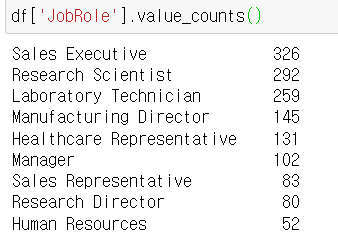 df['JobRole'].value_counts()
Sales Executive 326
Research Scientist 292
Laboratory Technician 259
Manufacturing Director 145
Healthcare Representative 131
Manager 102
Sales Representative 83
Research Director 80
Human Resources 52